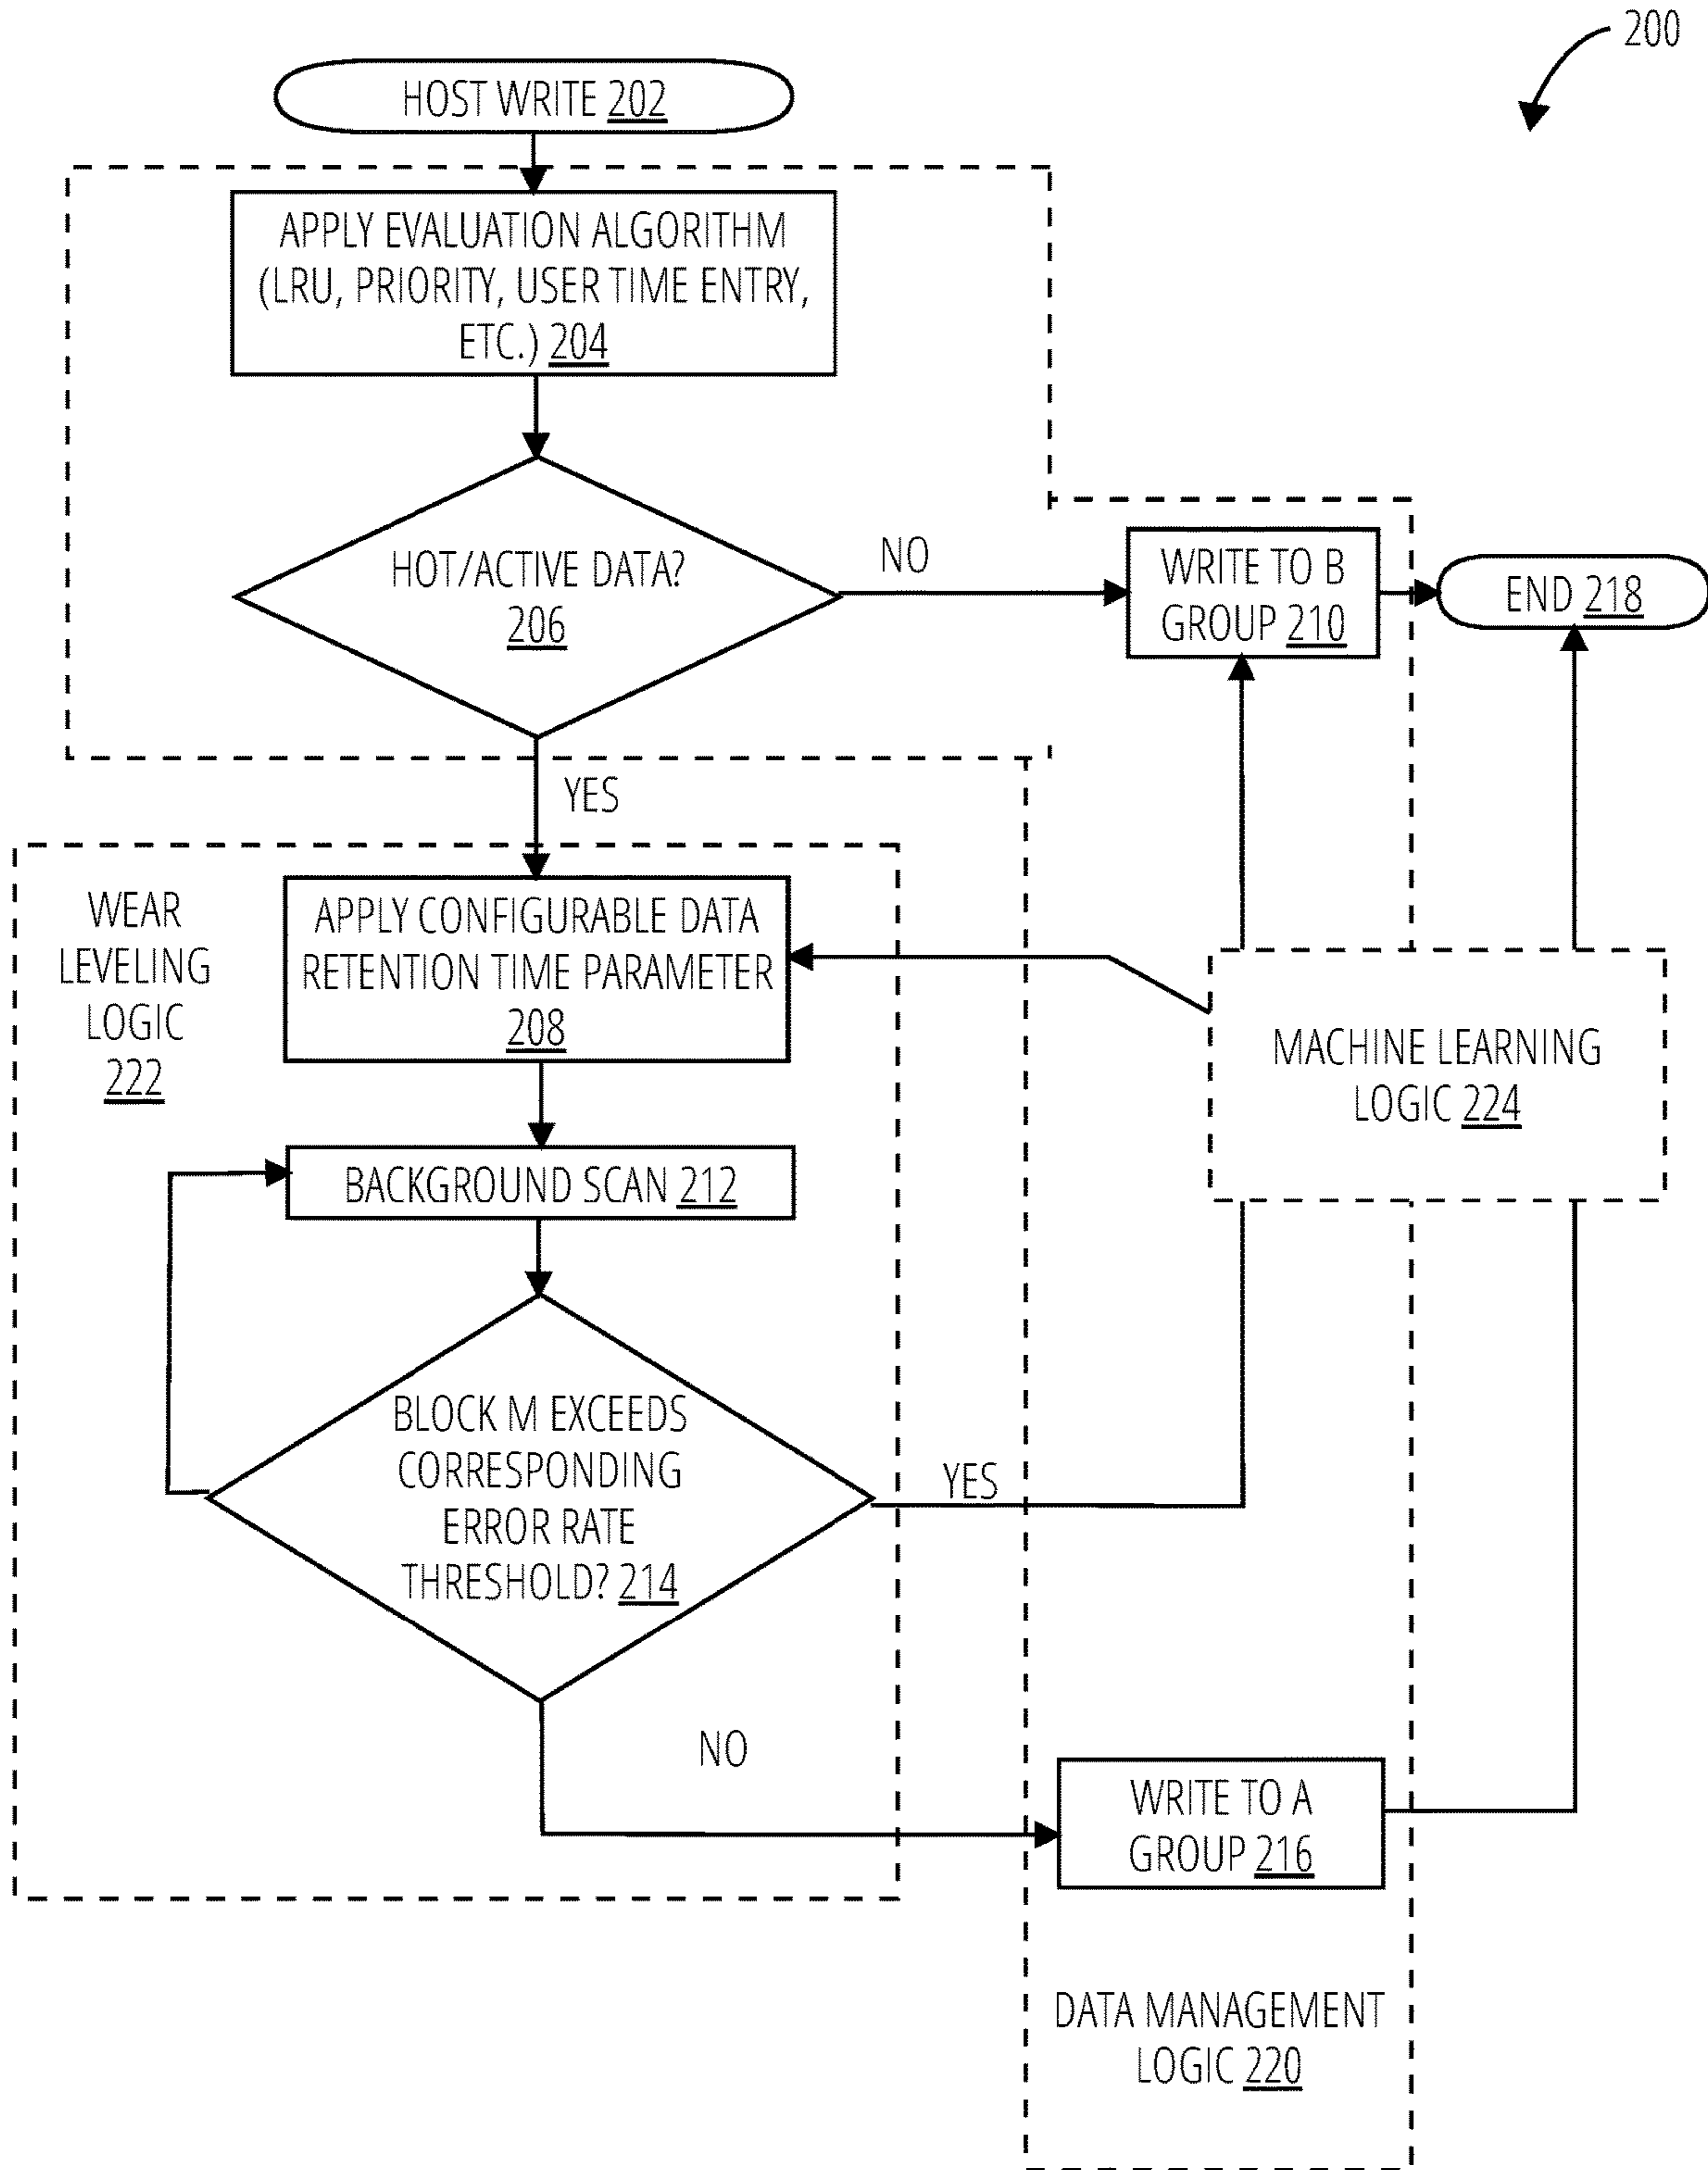 200
HOST WRITE 202
APPLY EVALUATION ALGORITHM
(LRU, PRIORITY, USER TIME ENTRY,
ETC.) 204
HOT/ACTIVE DATA?
206
NO
WRITE TO B
GROUP 210
END 218
YES
WEAR
LEVELING
LOGIC
222
APPLY CONFIGURABLE DATA
RETENTION TIME PARAMETER
208
MACHINE LEARNING
LOGIC 224
BACKGROUND SCAN 212
BLOCK M EXCEEDS
CORRESPONDING
ERROR RATE
THRESHOLD? 214
YES
NO
WRITE TO A
GROUP 216
DATA MANAGEMENT
LOGIC 220